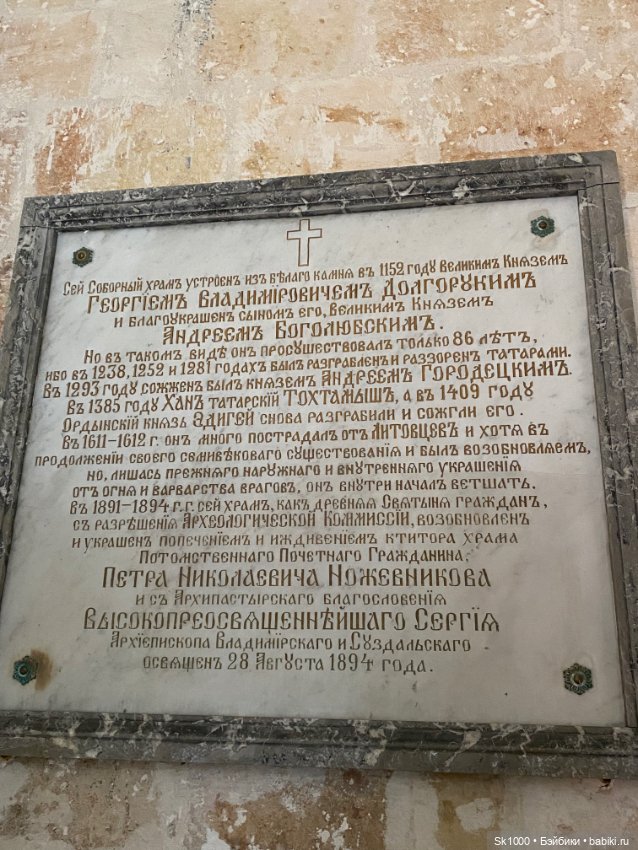 Сей Соборный храмъ устроенъ изъ бѣлаго камня въ 1152 году великимъ Княземъ
Георгіемъ Владиміровичемъ Долгорукимъ
и благоукрашенъ сыномъ его, великимъ Княземъ
Андреемъ Боголюбскимъ.
Но въ такомъ видѣ онъ просуществовалъ только 86 лѣтъ,
ибо въ 1238, 1252 и 1281 годахъ былъ разграбленъ и раззоренъ татарами.
Въ 1293 году сожженъ былъ княземъ Андреемъ Городецкимъ.
Въ 1385 году Ханъ татарскій Тохтамышъ, а въ 1409 году
Ордынскій князь Эдигей снова разграбили и сожгли его.
Въ 1611-1612 г. онъ много пострадалъ отъ Литовцевъ и хотя въ
продолженіи своего семивѣковаго существованія и былъ возобновляемъ,
но, лишась прежняго наружнаго и внутренняго украшенія
отъ огня и варварства враговъ, онъ внутри началъ ветшать.
Въ 1891-1894 г.г. сей храмъ, какъ древняя Святыня гражданъ,
съ разрѣшенія Археологической Коммиссіи, возобновленъ
и украшенъ попеченіемъ и иждивеніемъ ктитора храма
Потомственнаго Почетнаго Гражданина,
Петра Николаевича Ножевникова
и съ Архипастырскаго благословенія
Высокопреосвященнѣйшаго Сергія
Архіепископа Владимірскаго и Суздальскаго
освященъ 28 Августа 1894 года.
Sk1000 • Бэйбики • babiki.ru